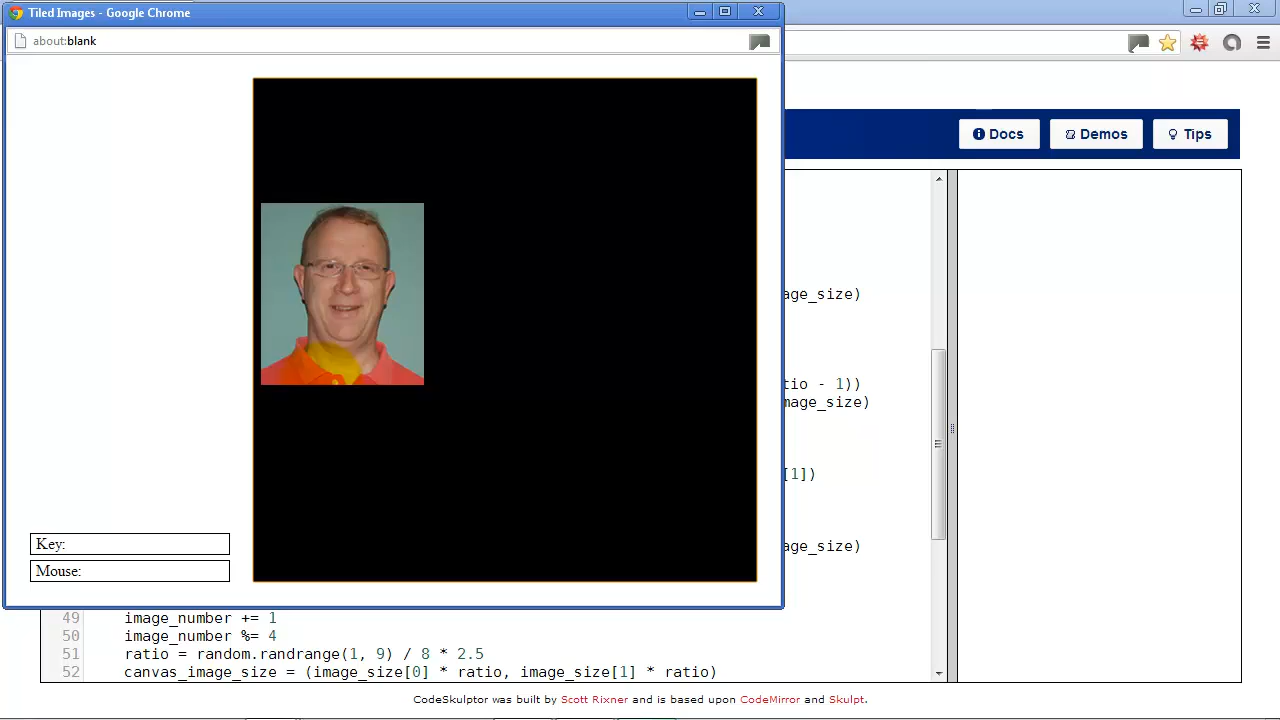 Tiled Images - Google Chrome
about:blank
Docs
Demos
Tips
age_size)
tio - 1))
mage_size)
[1])
age_size)
Key:
Mouse:
49 image_number += 1
50 image_number %= 4
51 ratio = random.randrange(1, 9) / 8 * 2.5
52 canvas_image_size = (image_size[0] * ratio, image_size[1] * ratio)
CodeSkulptor was built by Scott Rixner and is based upon CodeMirror and Skulpt.